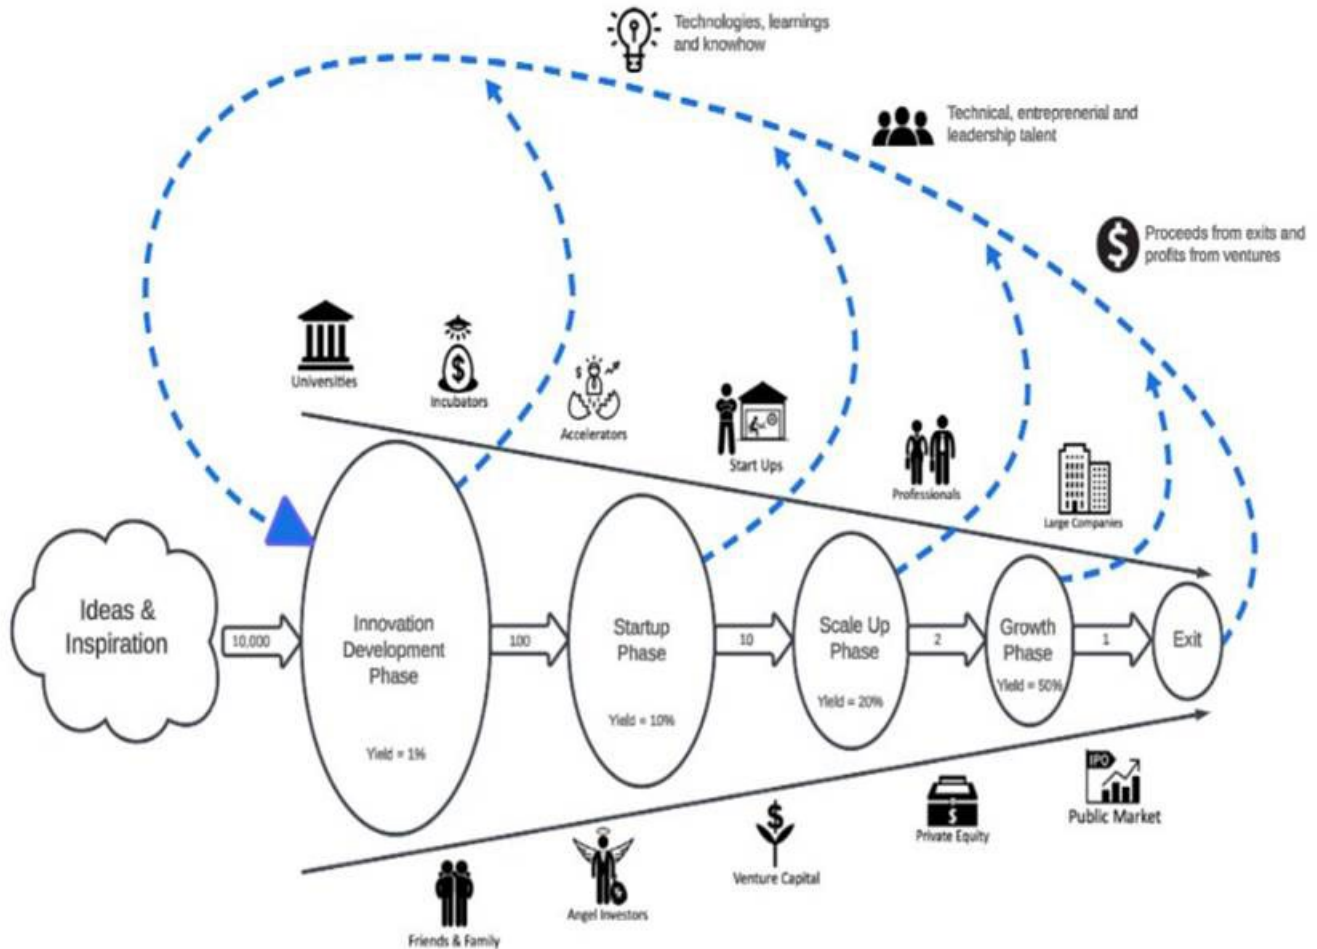 Technologies, learnings
and knowhow
Technical, entreprenerial and
leadership talent
$
Proceeds from exits and
profits from ventures
Universities
$
Incubators
$
Accelerators
Start Ups
Professionals
Large Companies
Ideas &
Inspiration
10,000
Innovation
Development
Phase
Yield = 1%
100
Startup
Phase
Yield = 10%
10
Scale Up
Phase
Yield = 20%
2
Growth
Phase
Yield = 50%
1
Exit
Friends & Family
Angel Investors
$
Venture Capital
$
Private Equity
IPO
Public Market